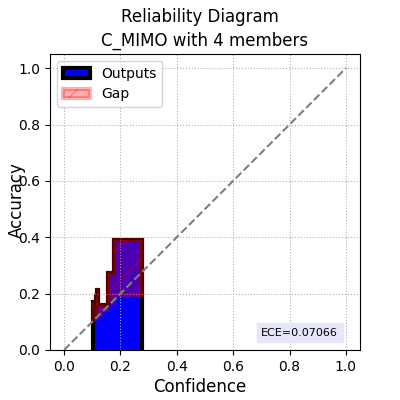 Reliability Diagram
C_MIMO with 4 members
Outputs
Gap
1.0
0.8
0.6
0.4
0.2
0.0
Accuracy
ECE=0.07066
0.0 0.2 0.4 0.6 0.8 1.0
Confidence